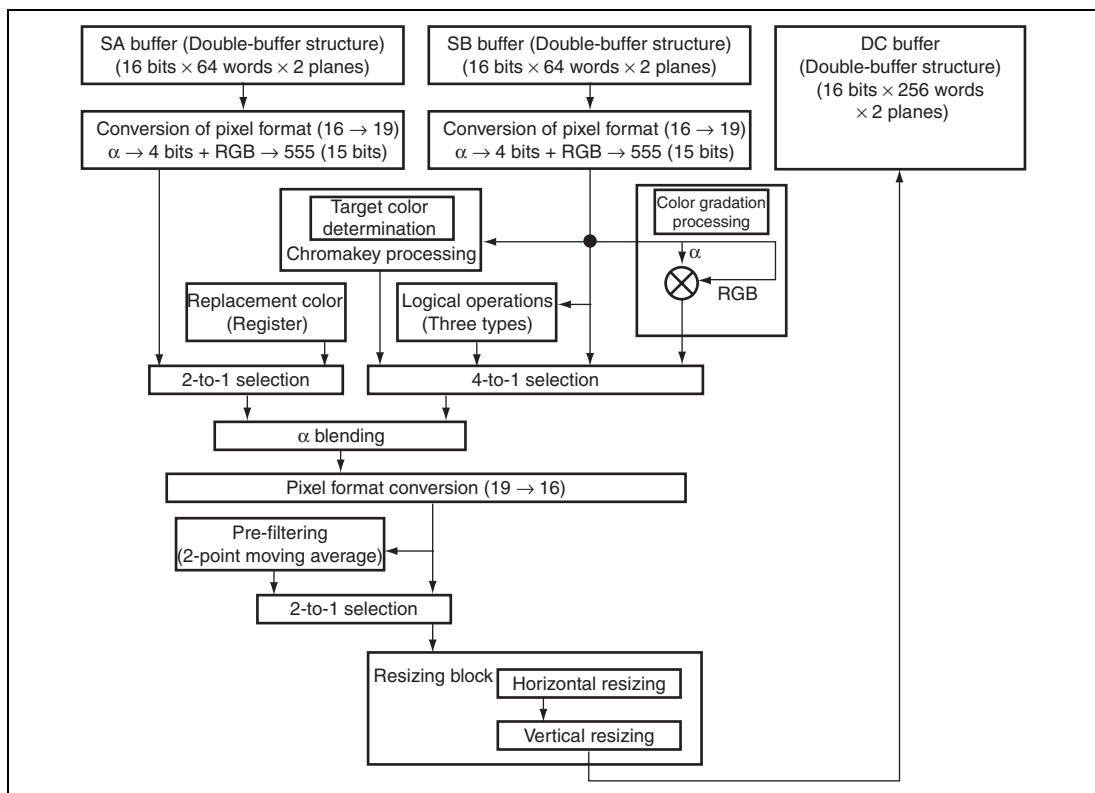 SA buffer (Double-buffer structure)
(16 bits × 64 words × 2 planes)
SB buffer (Double-buffer structure)
(16 bits × 64 words × 2 planes)
DC buffer
(Double-buffer structure)
(16 bits × 256 words
× 2 planes)
Conversion of pixel format (16 → 19)
α → 4 bits + RGB → 555 (15 bits)
Conversion of pixel format (16 → 19)
α → 4 bits + RGB → 555 (15 bits)
Target color
determination
Chromakey processing
Color gradation
processing
α
RGB
Replacement color
(Register)
Logical operations
(Three types)
2-to-1 selection
4-to-1 selection
α blending
Pixel format conversion (19 → 16)
Pre-filtering
(2-point moving average)
2-to-1 selection
Resizing block
Horizontal resizing
Vertical resizing